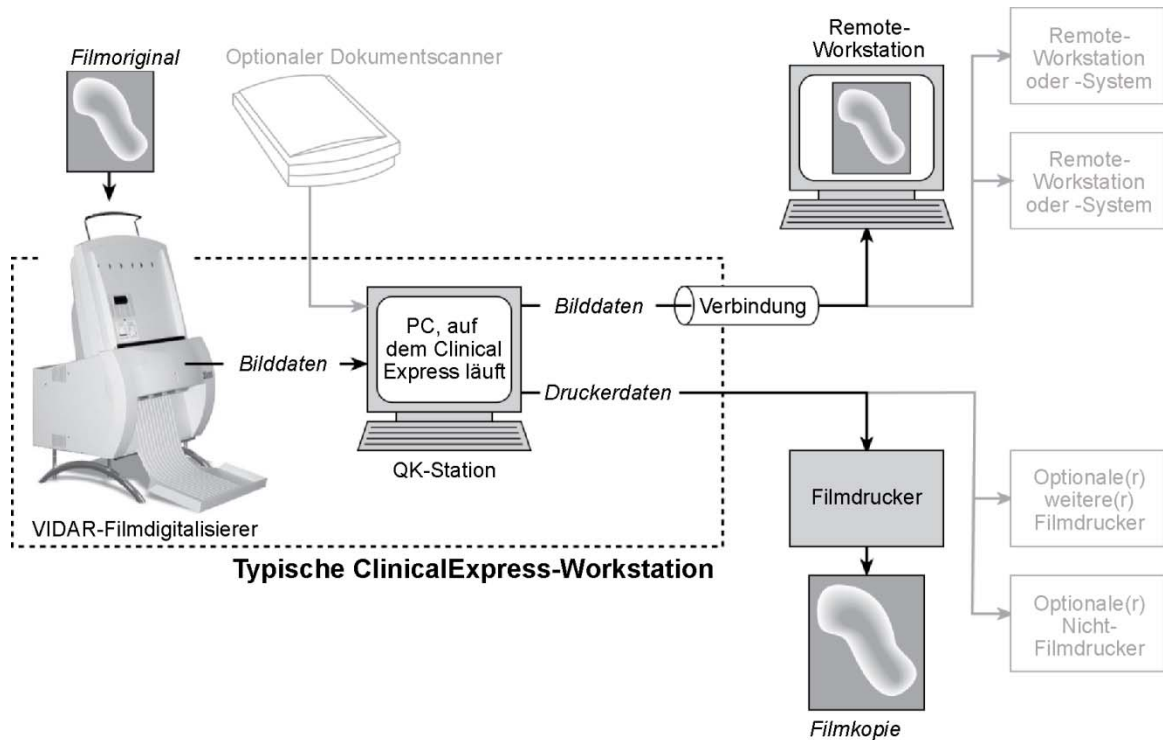 Filmoriginal
Optionaler Dokumentscanner
Remote-
Workstation
Remote-
Workstation
oder -System
Remote-
Workstation
oder -System
Bilddaten
PC, auf
dem Clinical
Express läuft
Bilddaten
Verbindung
Druckerdaten
QK-Station
VIDAR-Filmdigitalisierer
Typische ClinicalExpress-Workstation
Filmdrucker
Optionale(r)
weitere(r)
Filmdrucker
Optionale(r)
Nicht-
Filmdrucker
Filmkopie